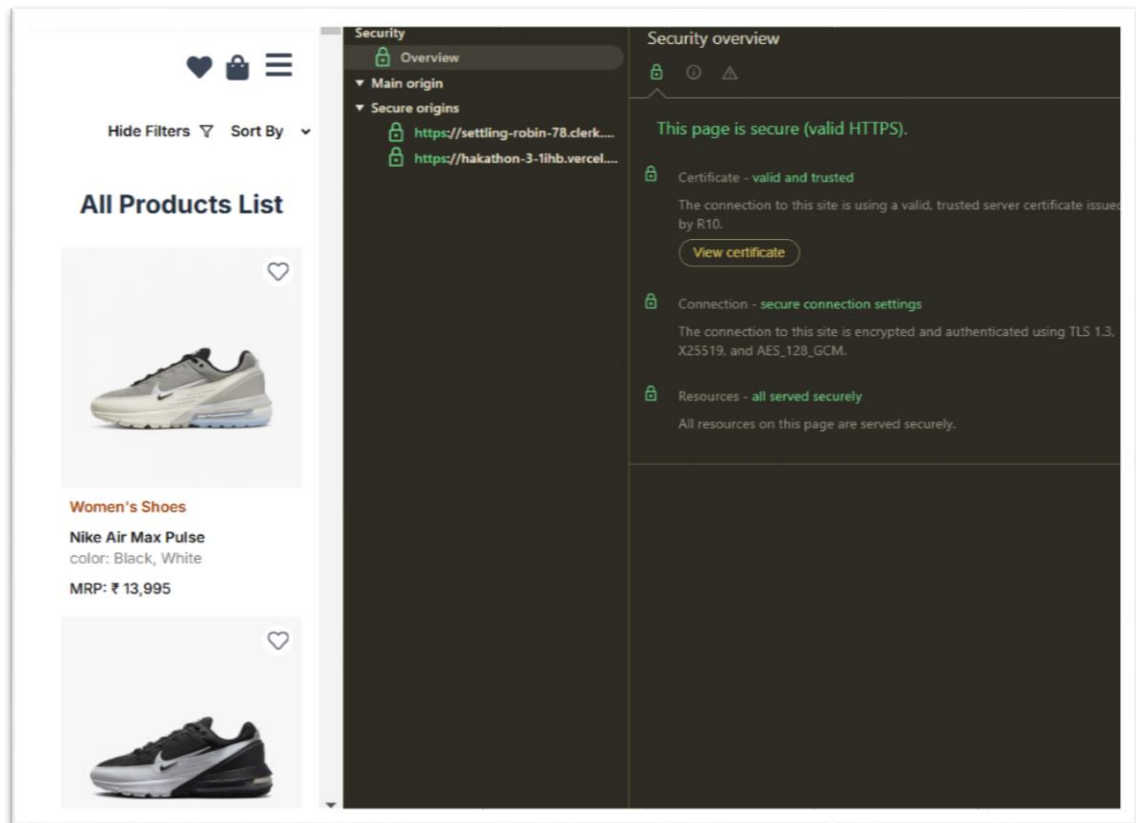 Hide Filters Sort By
All Products List
Women's Shoes
Nike Air Max Pulse
color: Black, White
MRP: ₹ 13,995
Security
Overview
Main origin
Secure origins
https://settling-robin-78.clerk....
https://hakathon-3-1ihb.vercel....
Security overview
This page is secure (valid HTTPS).
Certificate - valid and trusted
The connection to this site is using a valid, trusted server certificate issued
by R10.
View certificate
Connection - secure connection settings
The connection to this site is encrypted and authenticated using TLS 1.3,
X25519, and AES_128_GCM.
Resources - all served securely
All resources on this page are served securely.